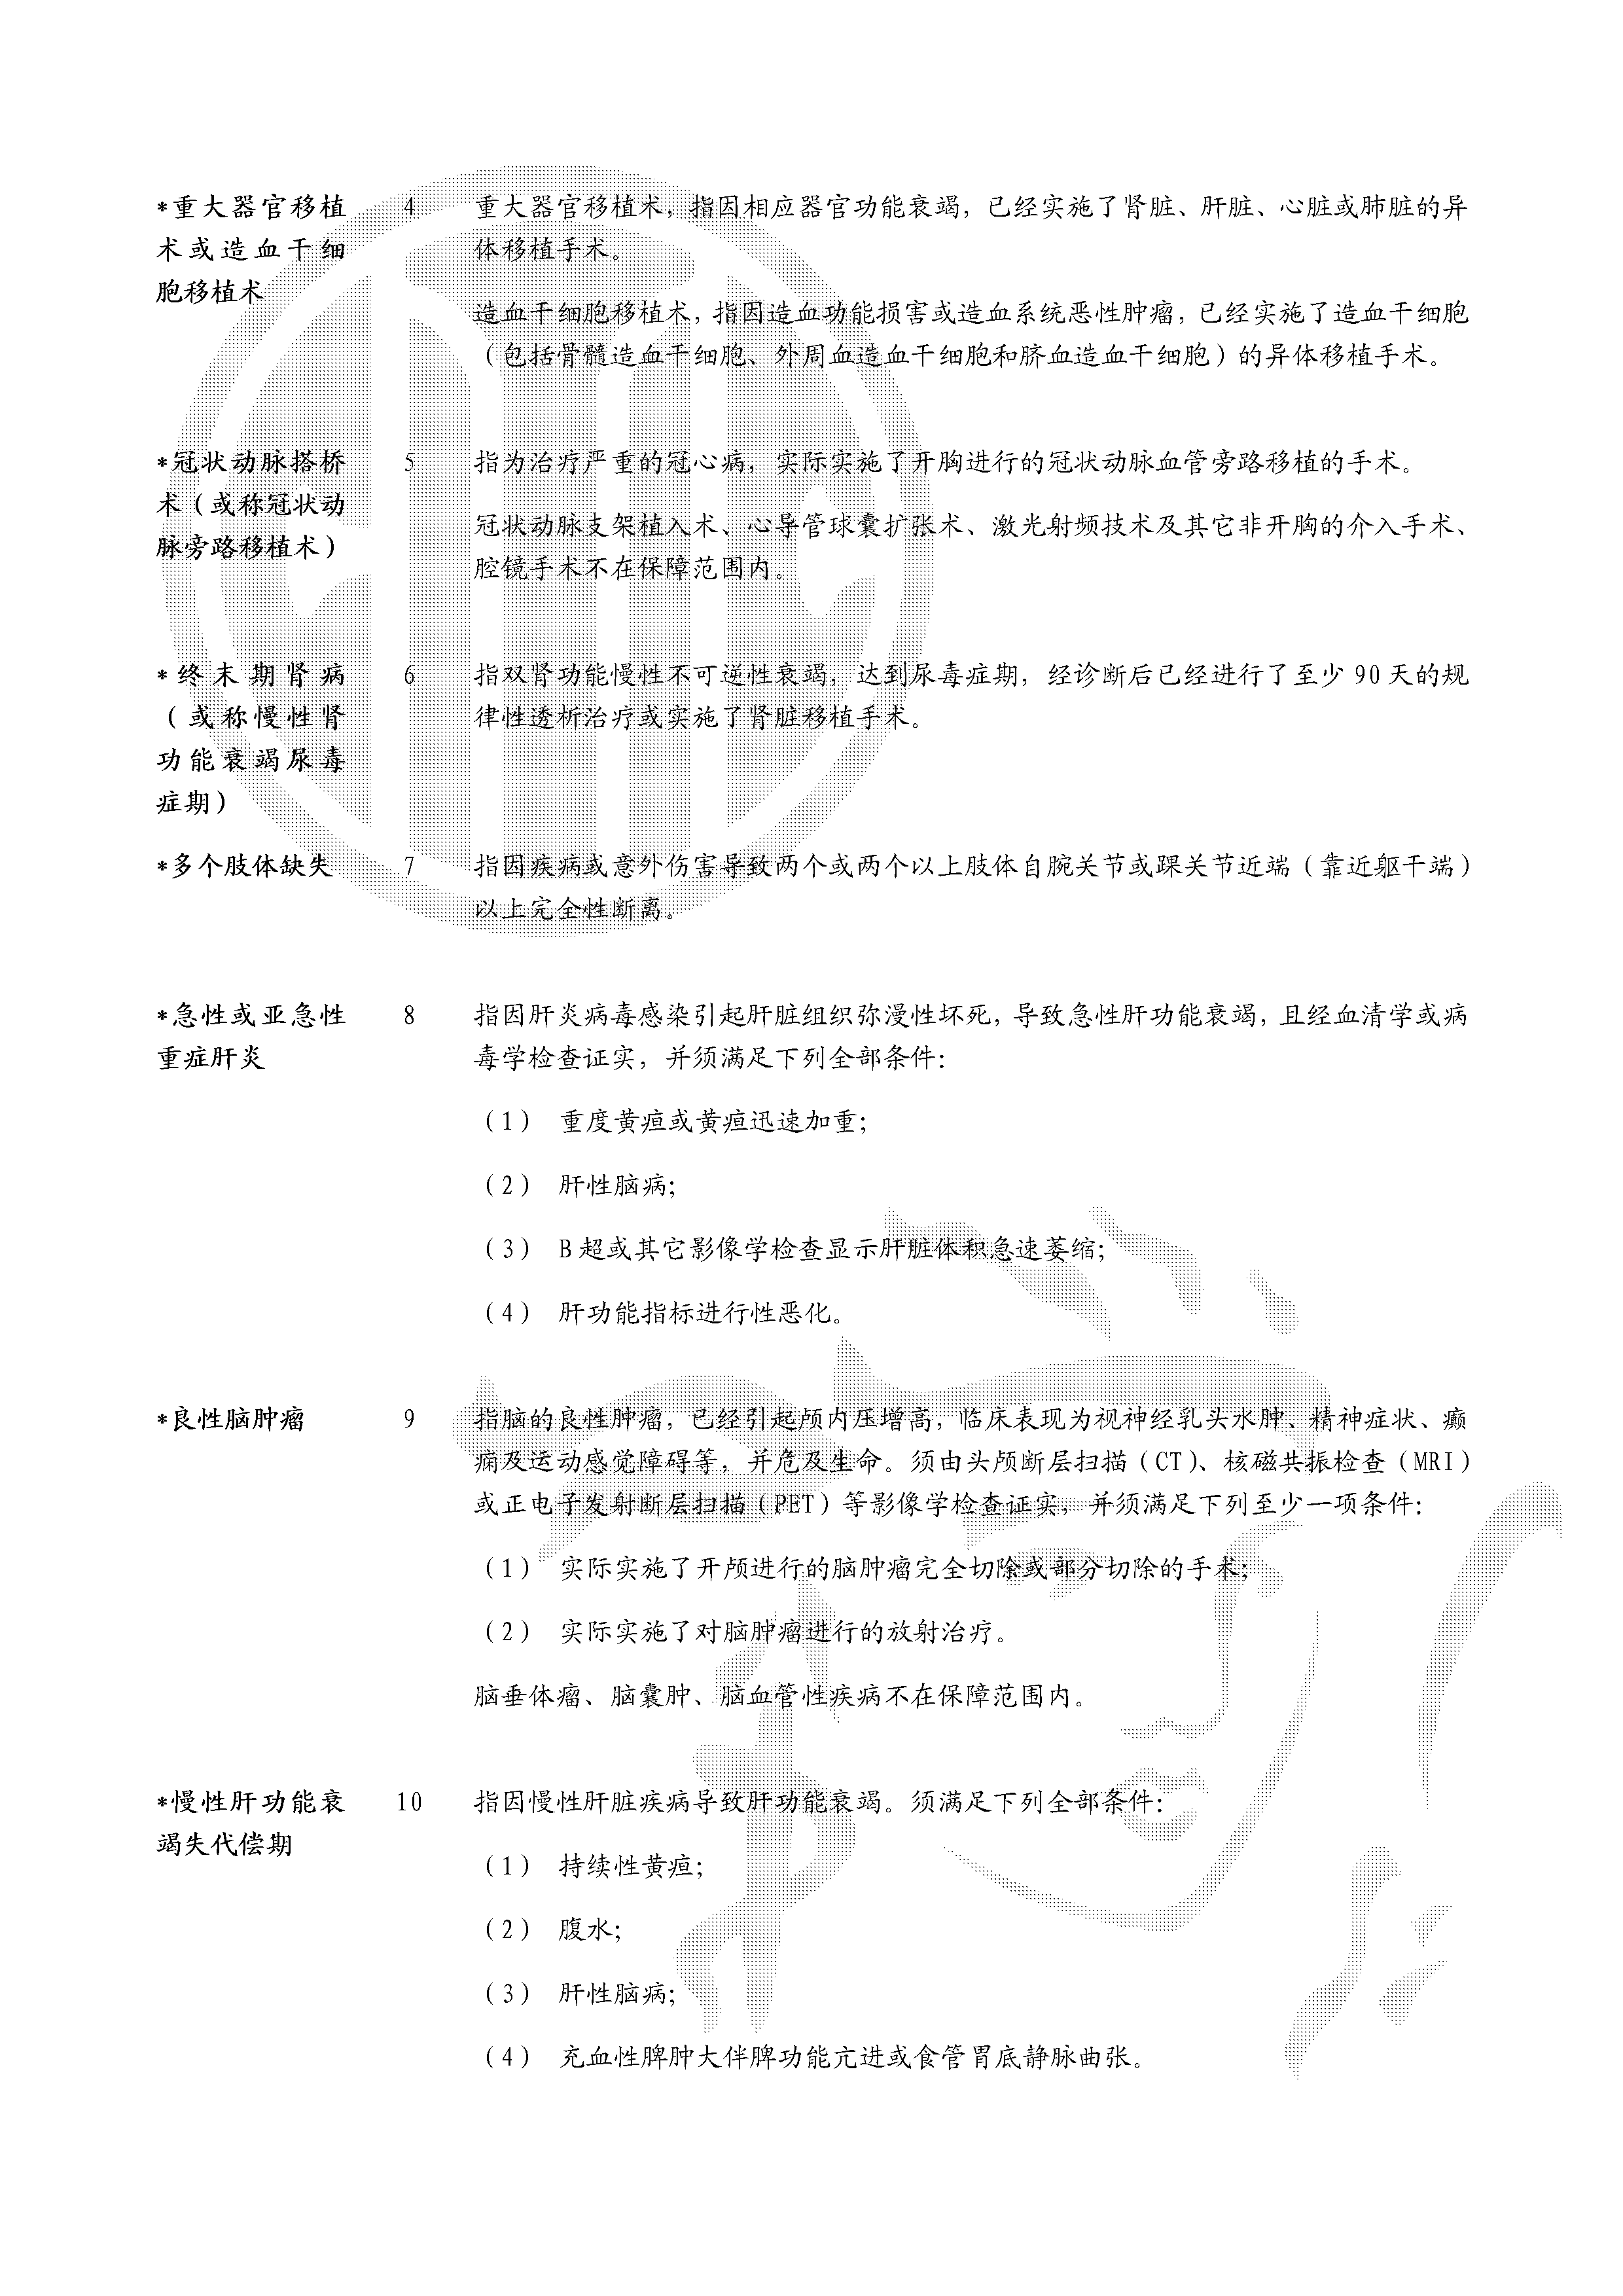 *重大器官移植 4 重大器官移植术，指因相应器官功能衰竭，已经实施了肾脏、肝脏、心脏或肺脏的异
术或造血干细 体移植手术。
胞移植术
造血干细胞移植术，指因造血功能损害或造血系统恶性肿瘤，已经实施了造血干细胞
（包括骨髓造血干细胞、外周血造血干细胞和脐血造血干细胞）的异体移植手术。
*冠状动脉搭桥 5 指为治疗严重的冠心病，实际实施了开胸进行的冠状动脉血管旁路移植的手术。
术（或称冠状动
冠状动脉支架植入术、心导管球囊扩张术、激光射频技术及其它非开胸的介入手术、
脉旁路移植术）
腔镜手术不在保障范围内。
*终末期肾病 6 指双肾功能慢性不可逆性衰竭，达到尿毒症期，经诊断后已经进行了至少 90 天的规
（或称慢性肾 律性透析治疗或实施了肾脏移植手术。
功能衰竭尿毒
症期）
*多个肢体缺失 7 指因疾病或意外伤害导致两个或两个以上肢体自腕关节或踝关节近端（靠近躯干端）
以上完全性断离。
*急性或亚急性 8 指因肝炎病毒感染引起肝脏组织弥漫性坏死，导致急性肝功能衰竭，且经血清学或病
重症肝炎 毒学检查证实，并须满足下列全部条件：
（1） 重度黄疸或黄疸迅速加重；
（2） 肝性脑病；
（3） B 超或其它影像学检查显示肝脏体积急速萎缩；
（4） 肝功能指标进行性恶化。
*良性脑肿瘤 9 指脑的良性肿瘤，已经引起颅内压增高，临床表现为视神经乳头水肿、精神症状、癫
痫及运动感觉障碍等，并危及生命。须由头颅断层扫描（CT）、核磁共振检查（MRI）
或正电子发射断层扫描（PET）等影像学检查证实，并须满足下列至少一项条件：
（1） 实际实施了开颅进行的脑肿瘤完全切除或部分切除的手术；
（2） 实际实施了对脑肿瘤进行的放射治疗。
脑垂体瘤、脑囊肿、脑血管性疾病不在保障范围内。
*慢性肝功能衰 10 指因慢性肝脏疾病导致肝功能衰竭。须满足下列全部条件：
竭失代偿期
（1） 持续性黄疸；
（2） 腹水；
（3） 肝性脑病；
（4） 充血性脾肿大伴脾功能亢进或食管胃底静脉曲张。